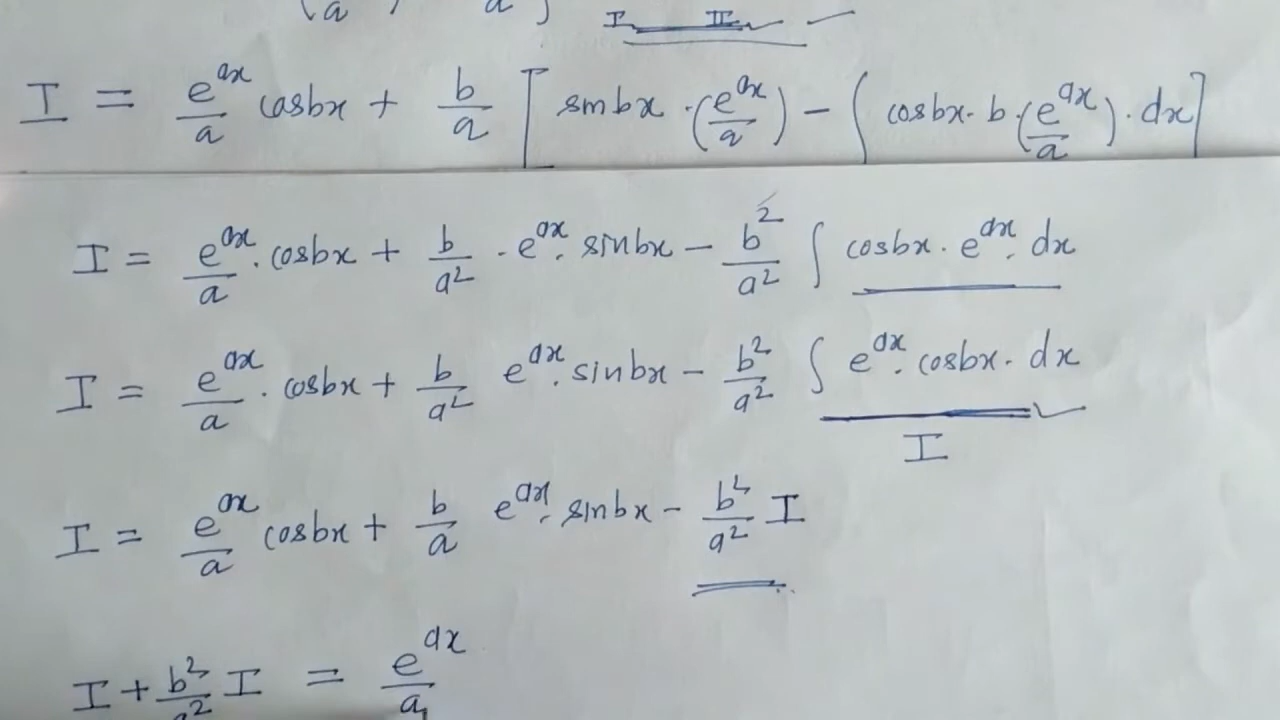 (a ) a )
I II
I = e^{ax}/a cosbx + b/a [ sinbx · (e^{ax}/a) - ∫ cosbx · b · (e^{ax}/a) · dx ]
I = e^{ax}/a · cosbx + b/a² · e^{ax} · sinbx - b²/a² ∫ cosbx · e^{ax} · dx
I = e^{ax}/a · cosbx + b/a² e^{ax} · sinbx - b²/a² ∫ e^{ax} · cosbx · dx
I
I = e^{ax}/a cosbx + b/a e^{ax} · sinbx - b²/a² I
I + b²/a² I = e^{ax}/a